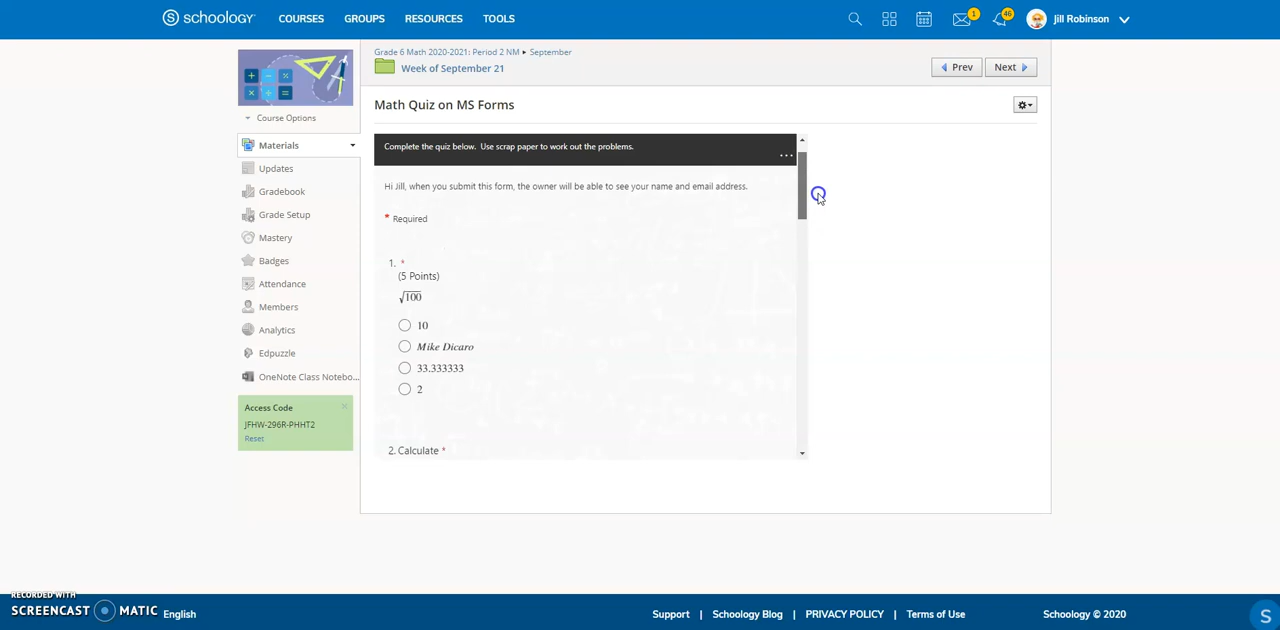 schoology COURSES GROUPS RESOURCES TOOLS 1 46 Jill Robinson
Grade 6 Math 2020-2021: Period 2 NM ▸ September
Week of September 21
Prev Next
Course Options
Math Quiz on MS Forms
Materials
Updates
Gradebook
Grade Setup
Mastery
Badges
Attendance
Members
Analytics
Edpuzzle
OneNote Class Notebo...
Access Code
JFHW-296R-PHHT2
Reset
Complete the quiz below. Use scrap paper to work out the problems.
...
Hi Jill, when you submit this form, the owner will be able to see your name and email address.
* Required
1. *
(5 Points)
√100
10
Mike Dicaro
33.333333
2
2. Calculate *
RECORDED WITH
SCREENCAST MATIC
English
Support | Schoology Blog | PRIVACY POLICY | Terms of Use
Schoology © 2020
S